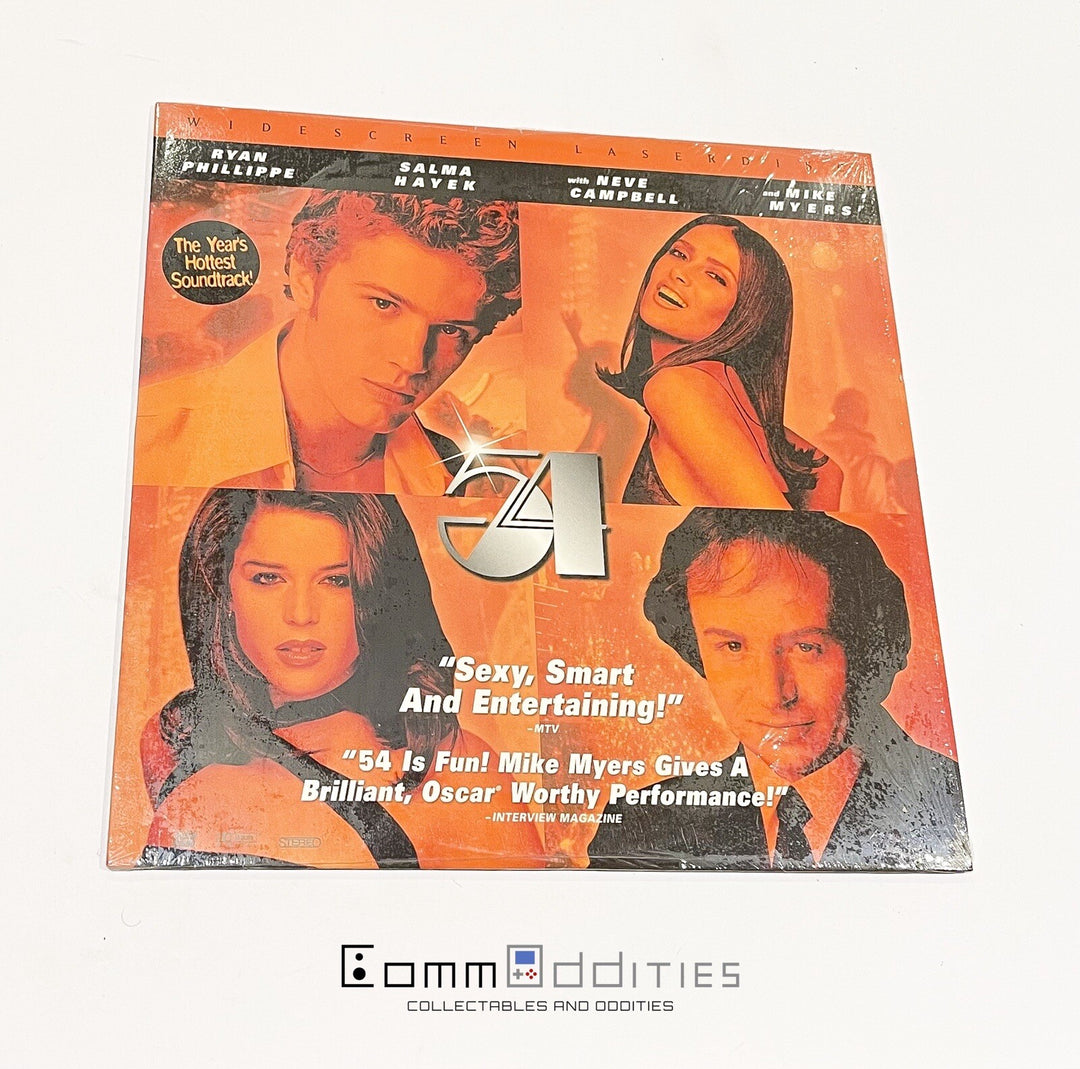 WIDESCREEN LASERDIS
RYAN
PHILLIPPE
SALMA
HAYEK
with NEVE
CAMPBELL
and MIKE
MYERS
The Year's
Hottest
Soundtrack!
54
"Sexy, Smart
And Entertaining!"
–MTV
"54 Is Fun! Mike Myers Gives A
Brilliant, Oscar® Worthy Performance!"
–INTERVIEW MAGAZINE
STEREO
CommOddities
COLLECTABLES AND ODDITIES